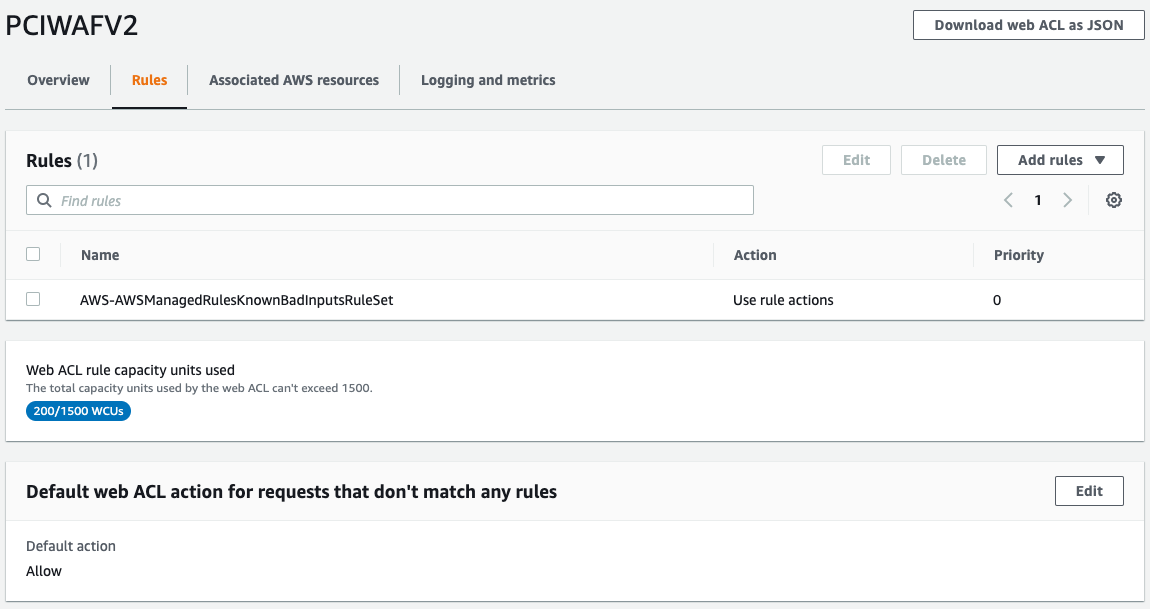 PCIWAFV2
Download web ACL as JSON
Overview Rules Associated AWS resources Logging and metrics
Rules (1)
Edit Delete Add rules
Find rules
1
Name Action Priority
AWS-AWSManagedRulesKnownBadInputsRuleSet Use rule actions 0
Web ACL rule capacity units used
The total capacity units used by the web ACL can't exceed 1500.
200/1500 WCUs
Default web ACL action for requests that don't match any rules
Edit
Default action
Allow